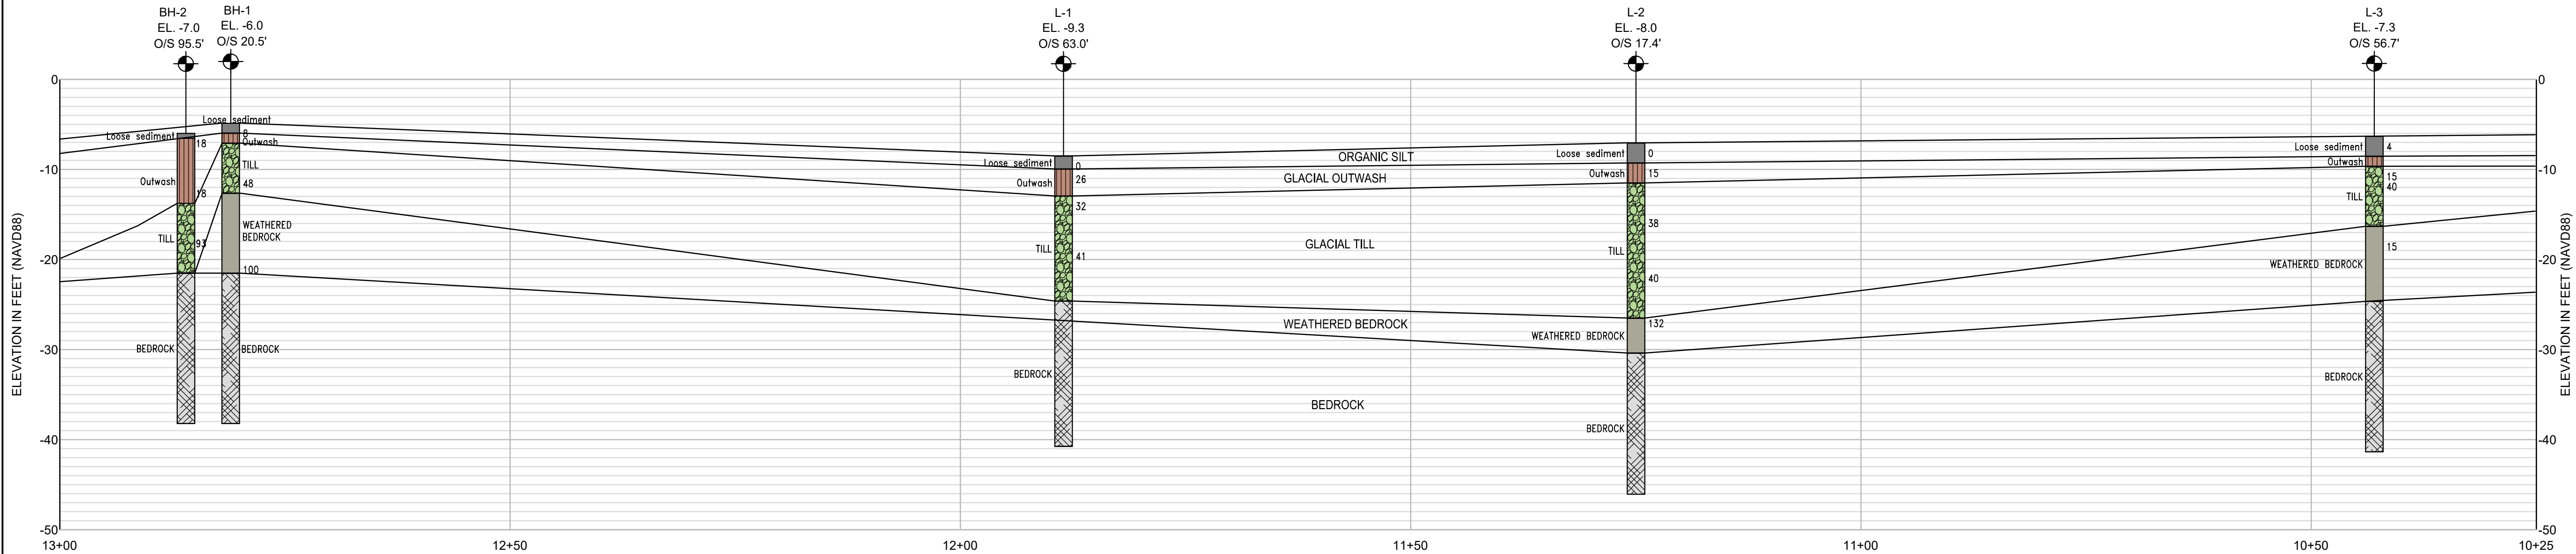 BH-2
EL. -7.0
O/S 95.5'
BH-1
EL. -6.0
O/S 20.5'
L-1
EL. -9.3
O/S 63.0'
L-2
EL. -8.0
O/S 17.4'
L-3
EL. -7.3
O/S 56.7'
0
-10
-20
-30
-40
-50
ELEVATION IN FEET (NAVD88)
Loose sediment
18
Outwash
18
TILL
93
BEDROCK
Loose sediment
8
Outwash
TILL
48
WEATHERED
BEDROCK
100
BEDROCK
Loose sediment
0
Outwash
26
32
TILL
41
BEDROCK
ORGANIC SILT
GLACIAL OUTWASH
GLACIAL TILL
WEATHERED BEDROCK
BEDROCK
Loose sediment
0
Outwash
15
38
TILL
40
132
WEATHERED BEDROCK
BEDROCK
Loose sediment
4
Outwash
15
40
TILL
15
WEATHERED BEDROCK
BEDROCK
0
-10
-20
-30
-40
-50
ELEVATION IN FEET (NAVD88)
13+00
12+50
12+00
11+50
11+00
10+50
10+25